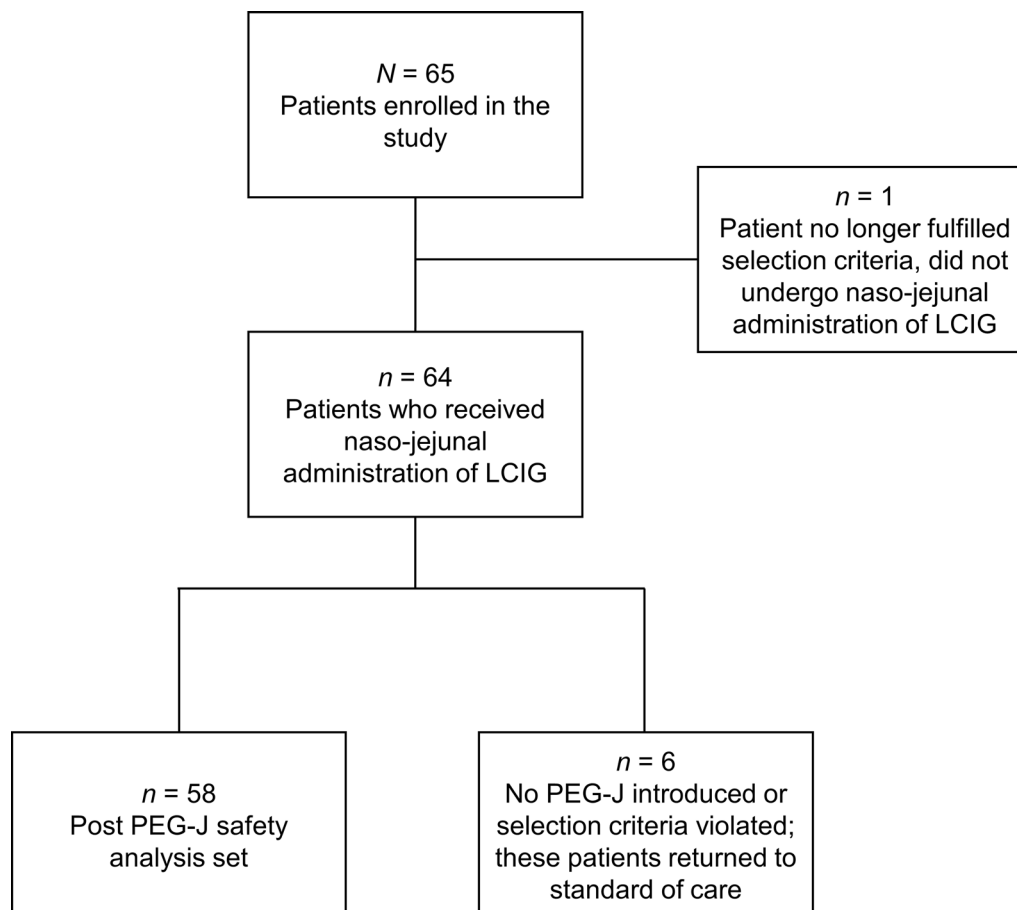 N = 65
Patients enrolled in the
study
n = 1
Patient no longer fulfilled
selection criteria, did not
undergo naso-jejunal
administration of LCIG
n = 64
Patients who received
naso-jejunal
administration of LCIG
n = 58
Post PEG-J safety
analysis set
n = 6
No PEG-J introduced or
selection criteria violated;
these patients returned to
standard of care